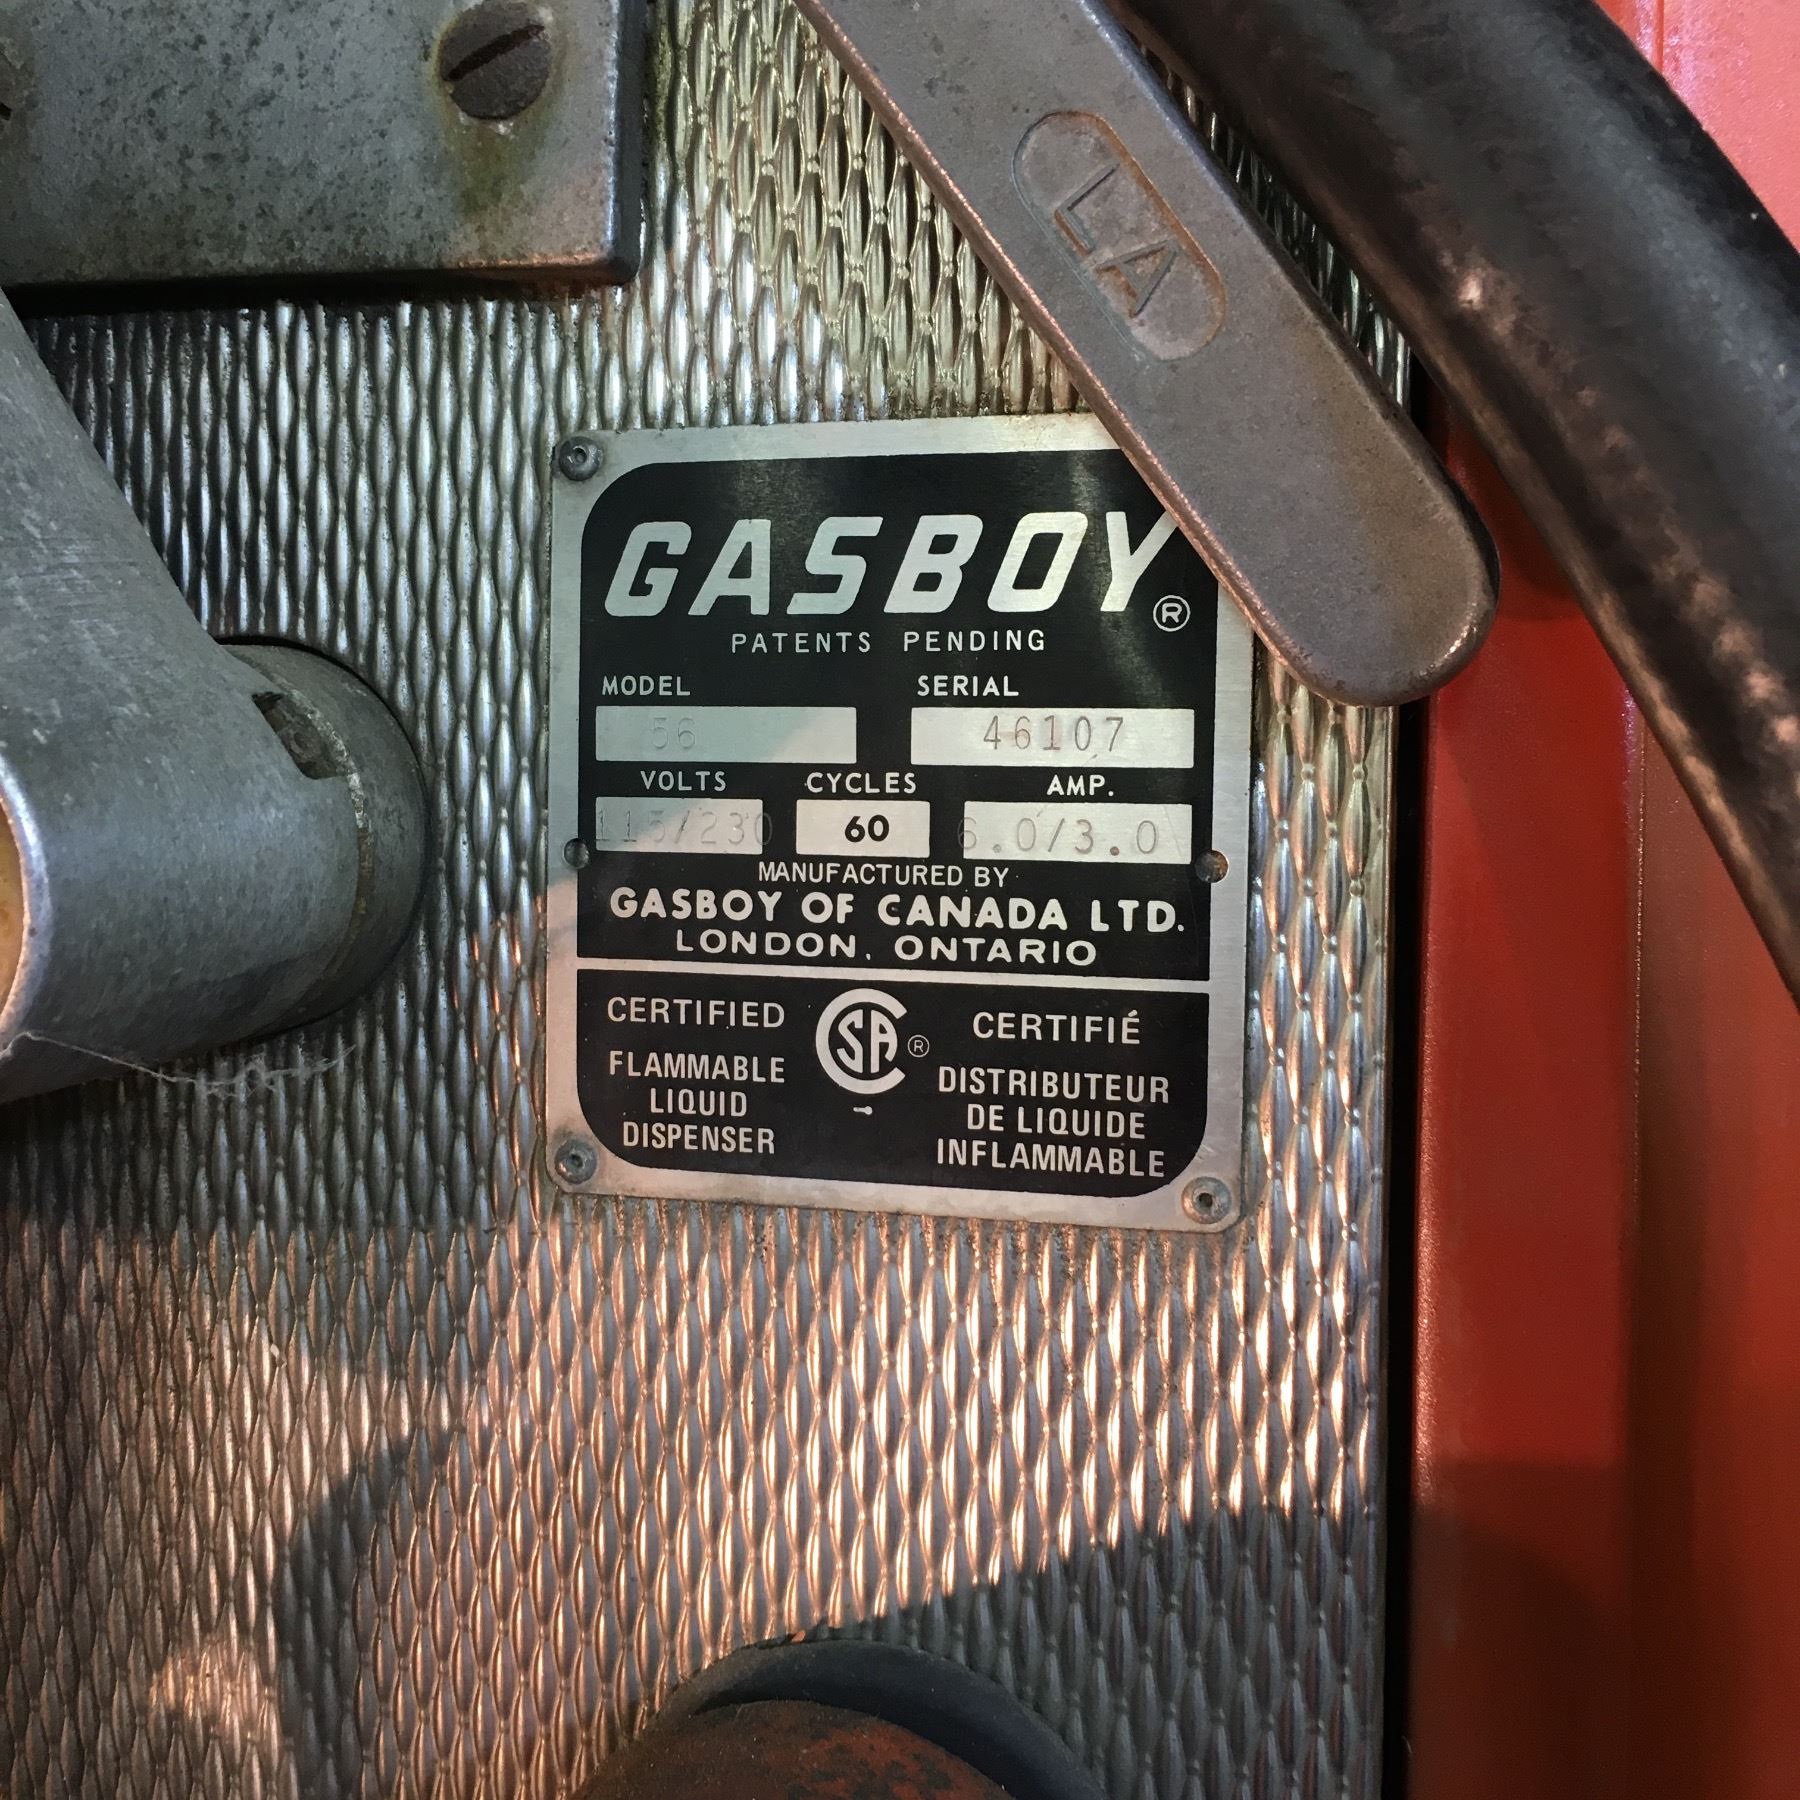 LA
GASBOY®
PATENTS PENDING
MODEL SERIAL
56 46107
VOLTS CYCLES AMP.
115/230 60 6.0/3.0
MANUFACTURED BY
GASBOY OF CANADA LTD.
LONDON, ONTARIO
CERTIFIED CSA® CERTIFIÉ
FLAMMABLE
LIQUID
DISPENSER
DISTRIBUTEUR
DE LIQUIDE
INFLAMMABLE